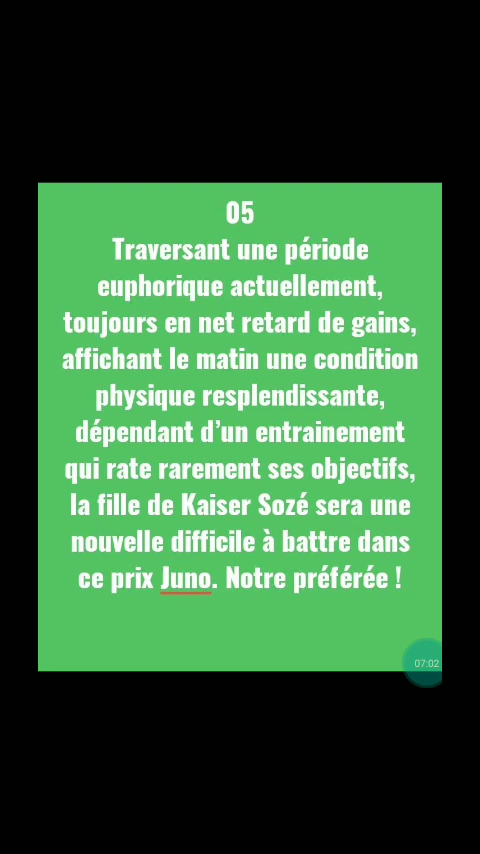 05
Traversant une période
euphorique actuellement,
toujours en net retard de gains,
affichant le matin une condition
physique resplendissante,
dépendant d’un entrainement
qui rate rarement ses objectifs,
la fille de Kaiser Sozé sera une
nouvelle difficile à battre dans
ce prix Juno. Notre préférée !
07:02